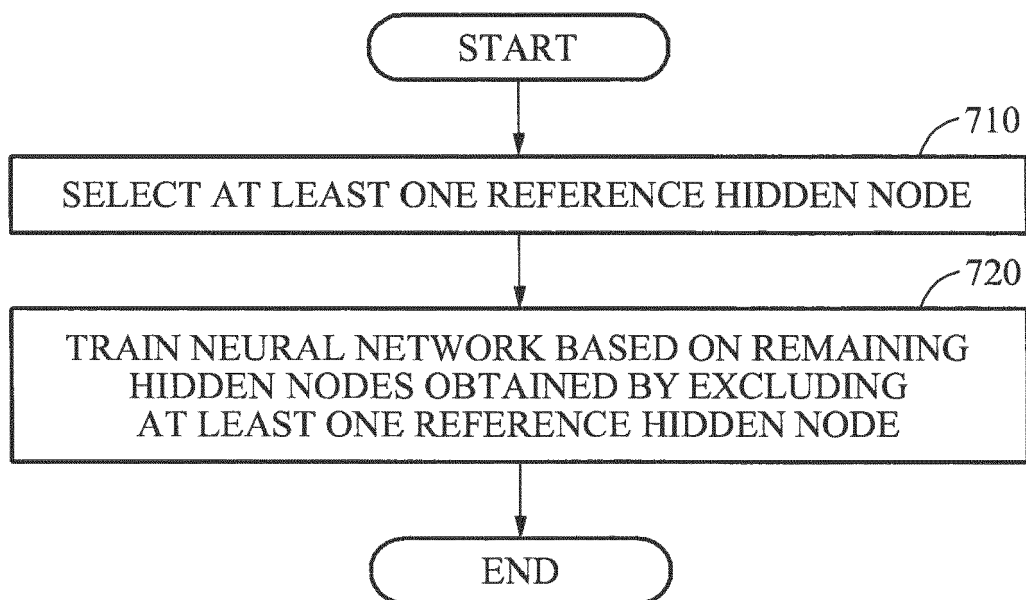 START
710
SELECT AT LEAST ONE REFERENCE HIDDEN NODE
720
TRAIN NEURAL NETWORK BASED ON REMAINING
HIDDEN NODES OBTAINED BY EXCLUDING
AT LEAST ONE REFERENCE HIDDEN NODE
END